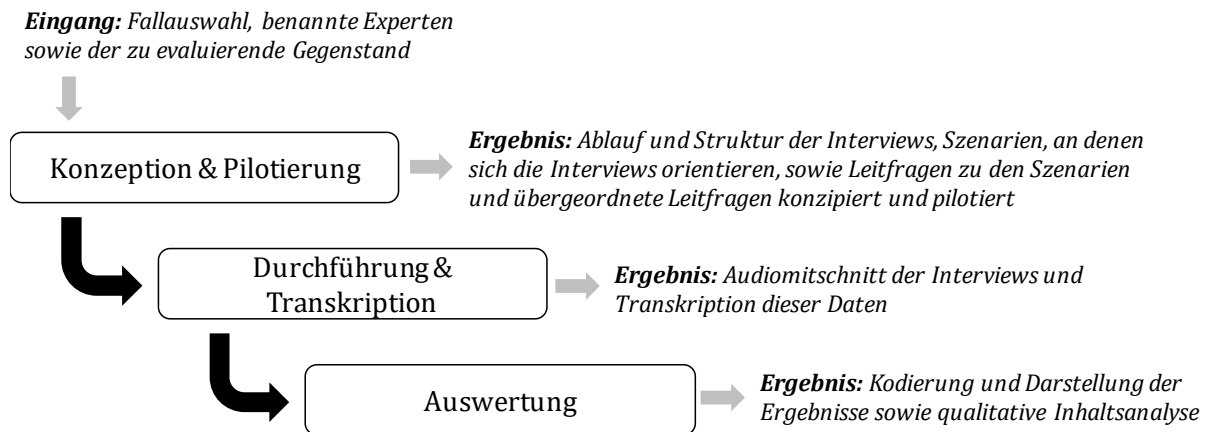 Eingang: Fallauswahl, benannte Experten
sowie der zu evaluierende Gegenstand
Konzeption & Pilotierung
Ergebnis: Ablauf und Struktur der Interviews, Szenarien, an denen
sich die Interviews orientieren, sowie Leitfragen zu den Szenarien
und übergeordnete Leitfragen konzipiert und pilotiert
Durchführung &
Transkription
Ergebnis: Audiomitschnitt der Interviews und
Transkription dieser Daten
Auswertung
Ergebnis: Kodierung und Darstellung der
Ergebnisse sowie qualitative Inhaltsanalyse